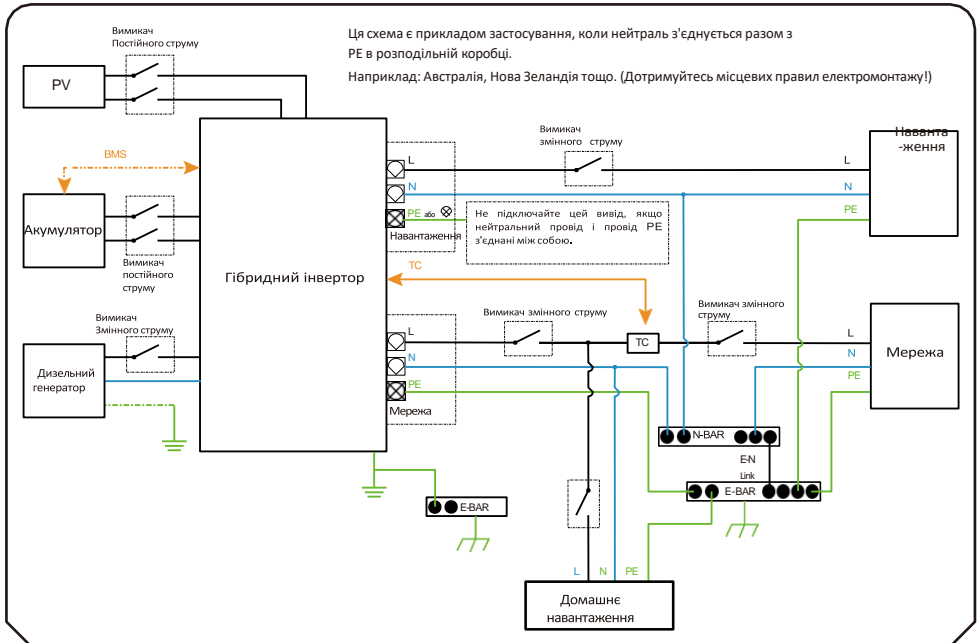 Ця схема є прикладом застосування, коли нейтраль з'єднується разом з
PE в розподільній коробці.
Наприклад: Австралія, Нова Зеландія тощо. (Дотримуйтесь місцевих правил електромонтажу!)
Вимикач
Постійного струму
PV
BMS
Акумулятор
Вимикач
постійного
струму
Вимикач
Змінного струму
Дизельний
генератор
Гібридний інвертор
L
N
PE або
Навантаження
Вимикач
змінного струму
Не підключайте цей вивід, якщо
нейтральний провід і провід PE
з'єднані між собою.
L
N
PE
Наванта
-ження
TC
Вимикач змінного струму
TC
Вимикач змінного
струму
L
N
PE
Мережа
L
N
PE
Мережа
N-BAR
E-N
Link
E-BAR
E-BAR
L N PE
Домашнє
навантаження